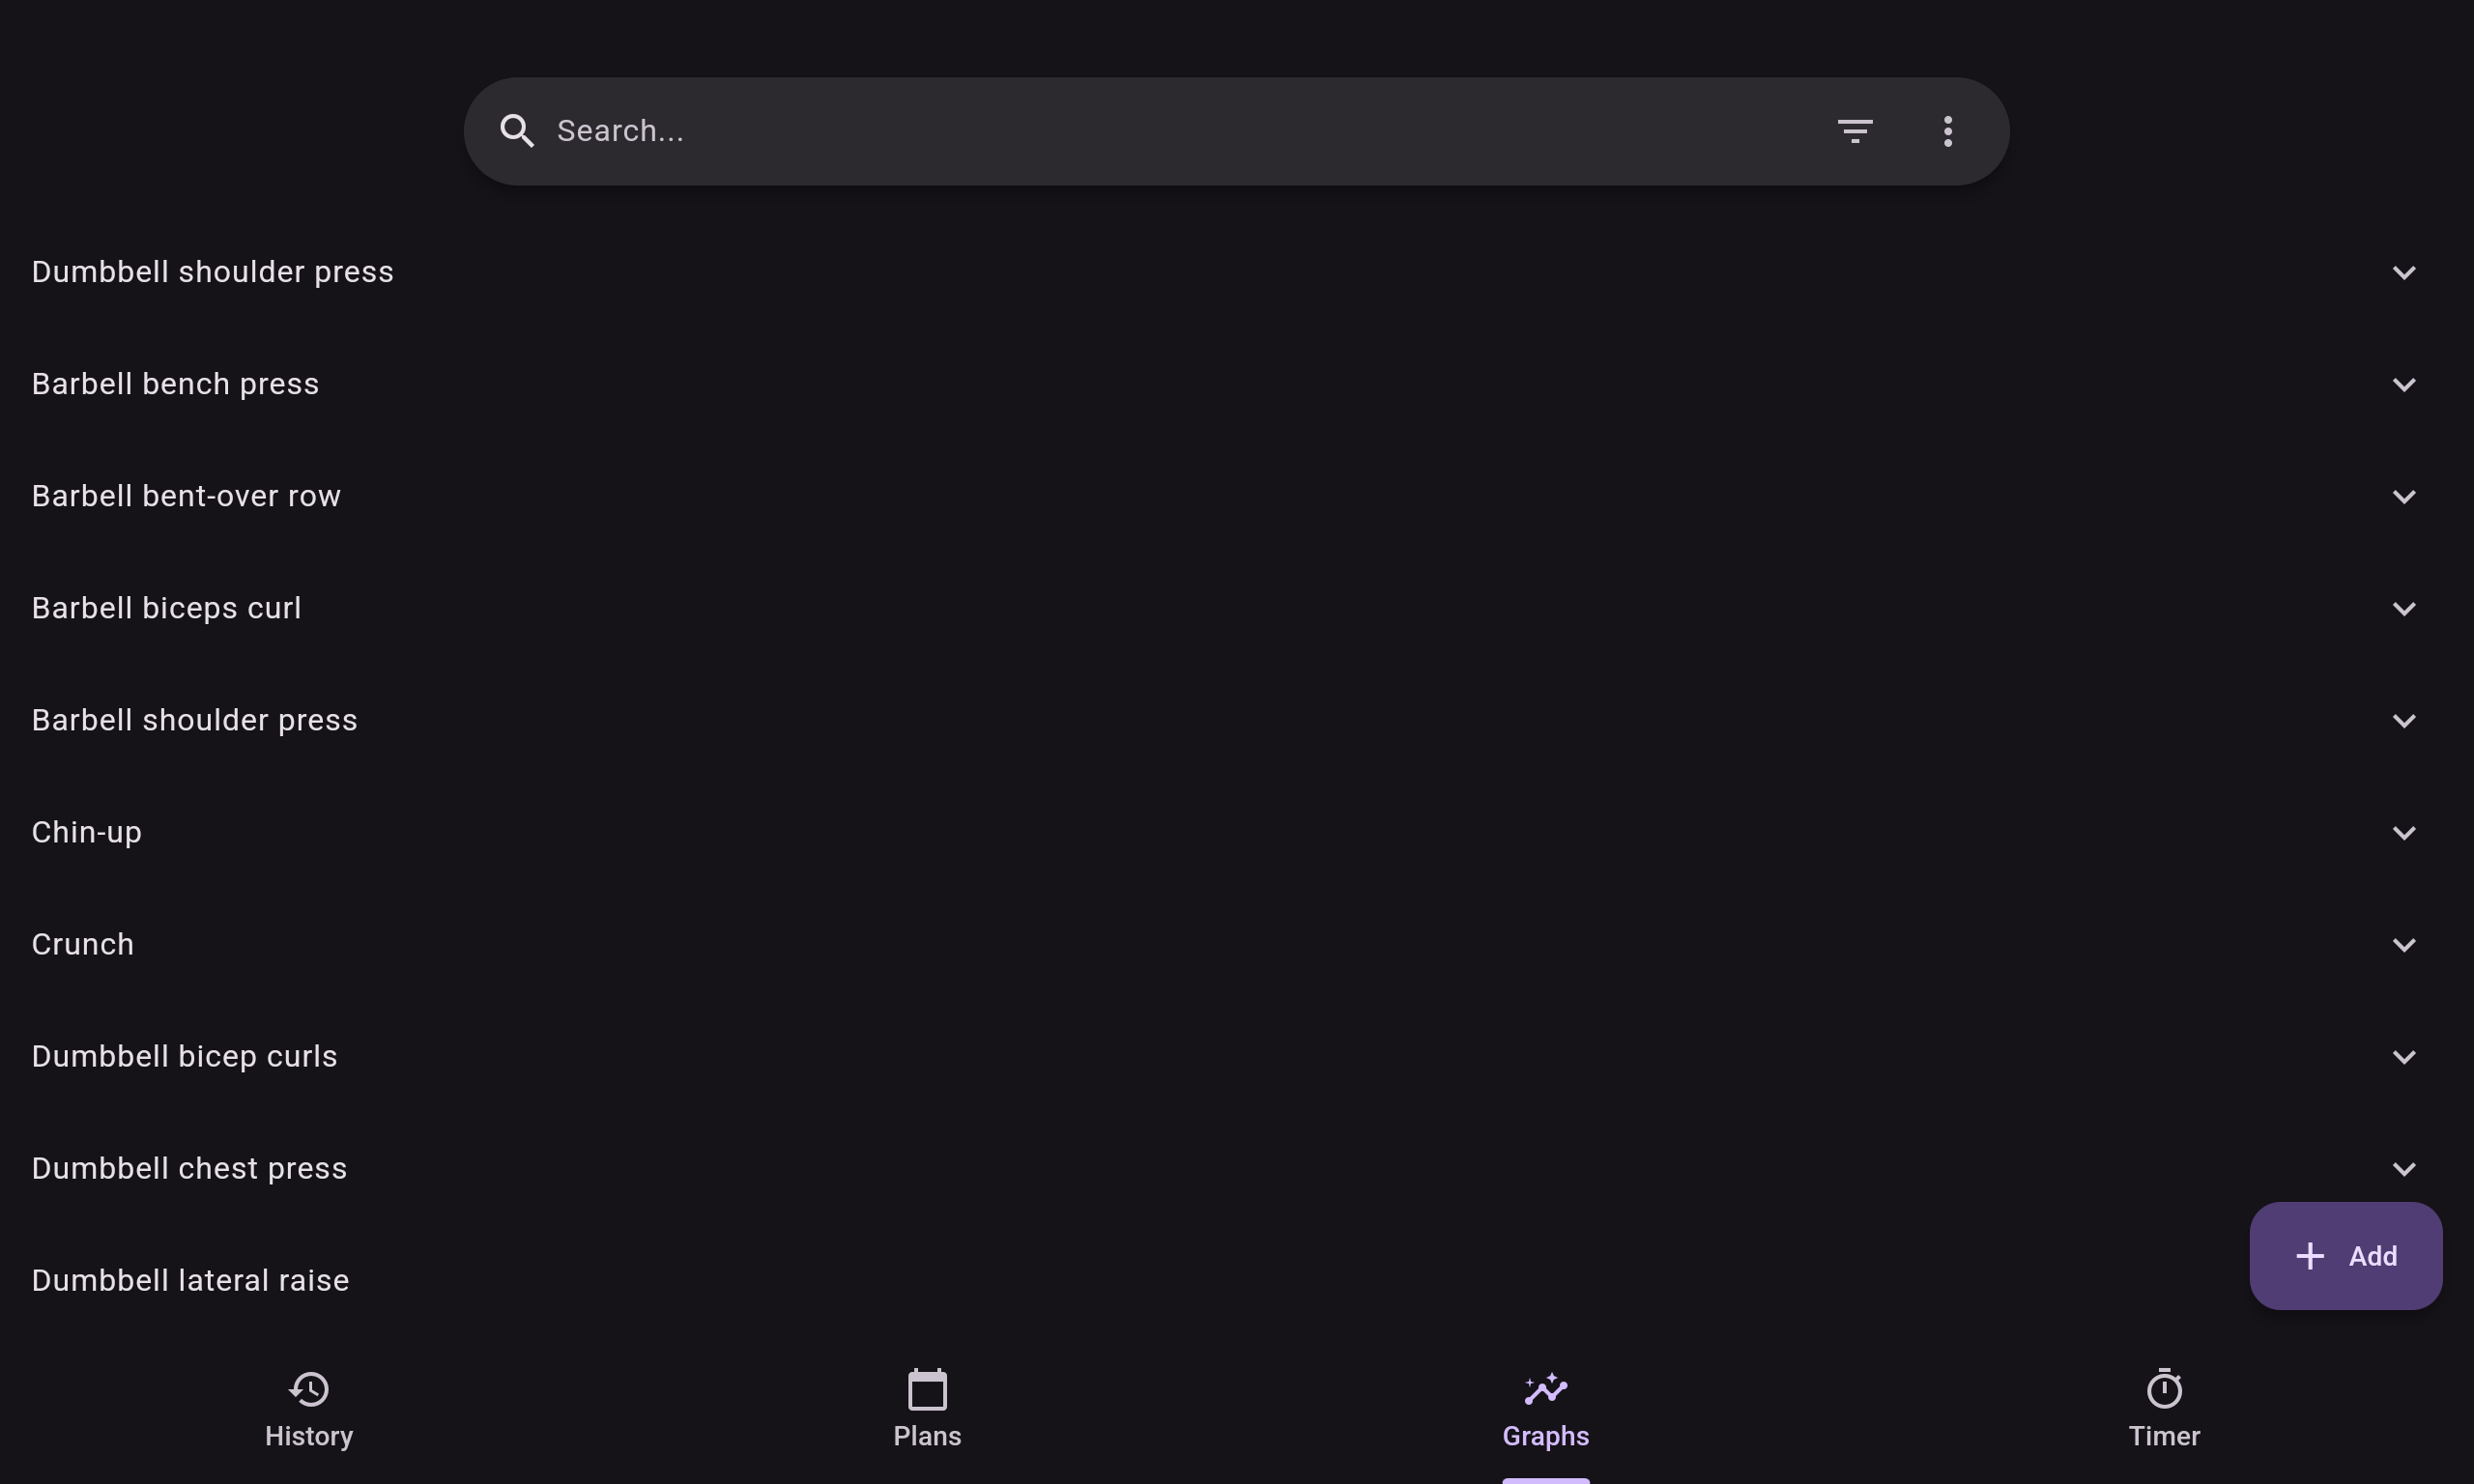 Search...
Dumbbell shoulder press
Barbell bench press
Barbell bent-over row
Barbell biceps curl
Barbell shoulder press
Chin-up
Crunch
Dumbbell bicep curls
Dumbbell chest press
Dumbbell lateral raise
Add
History
Plans
Graphs
Timer